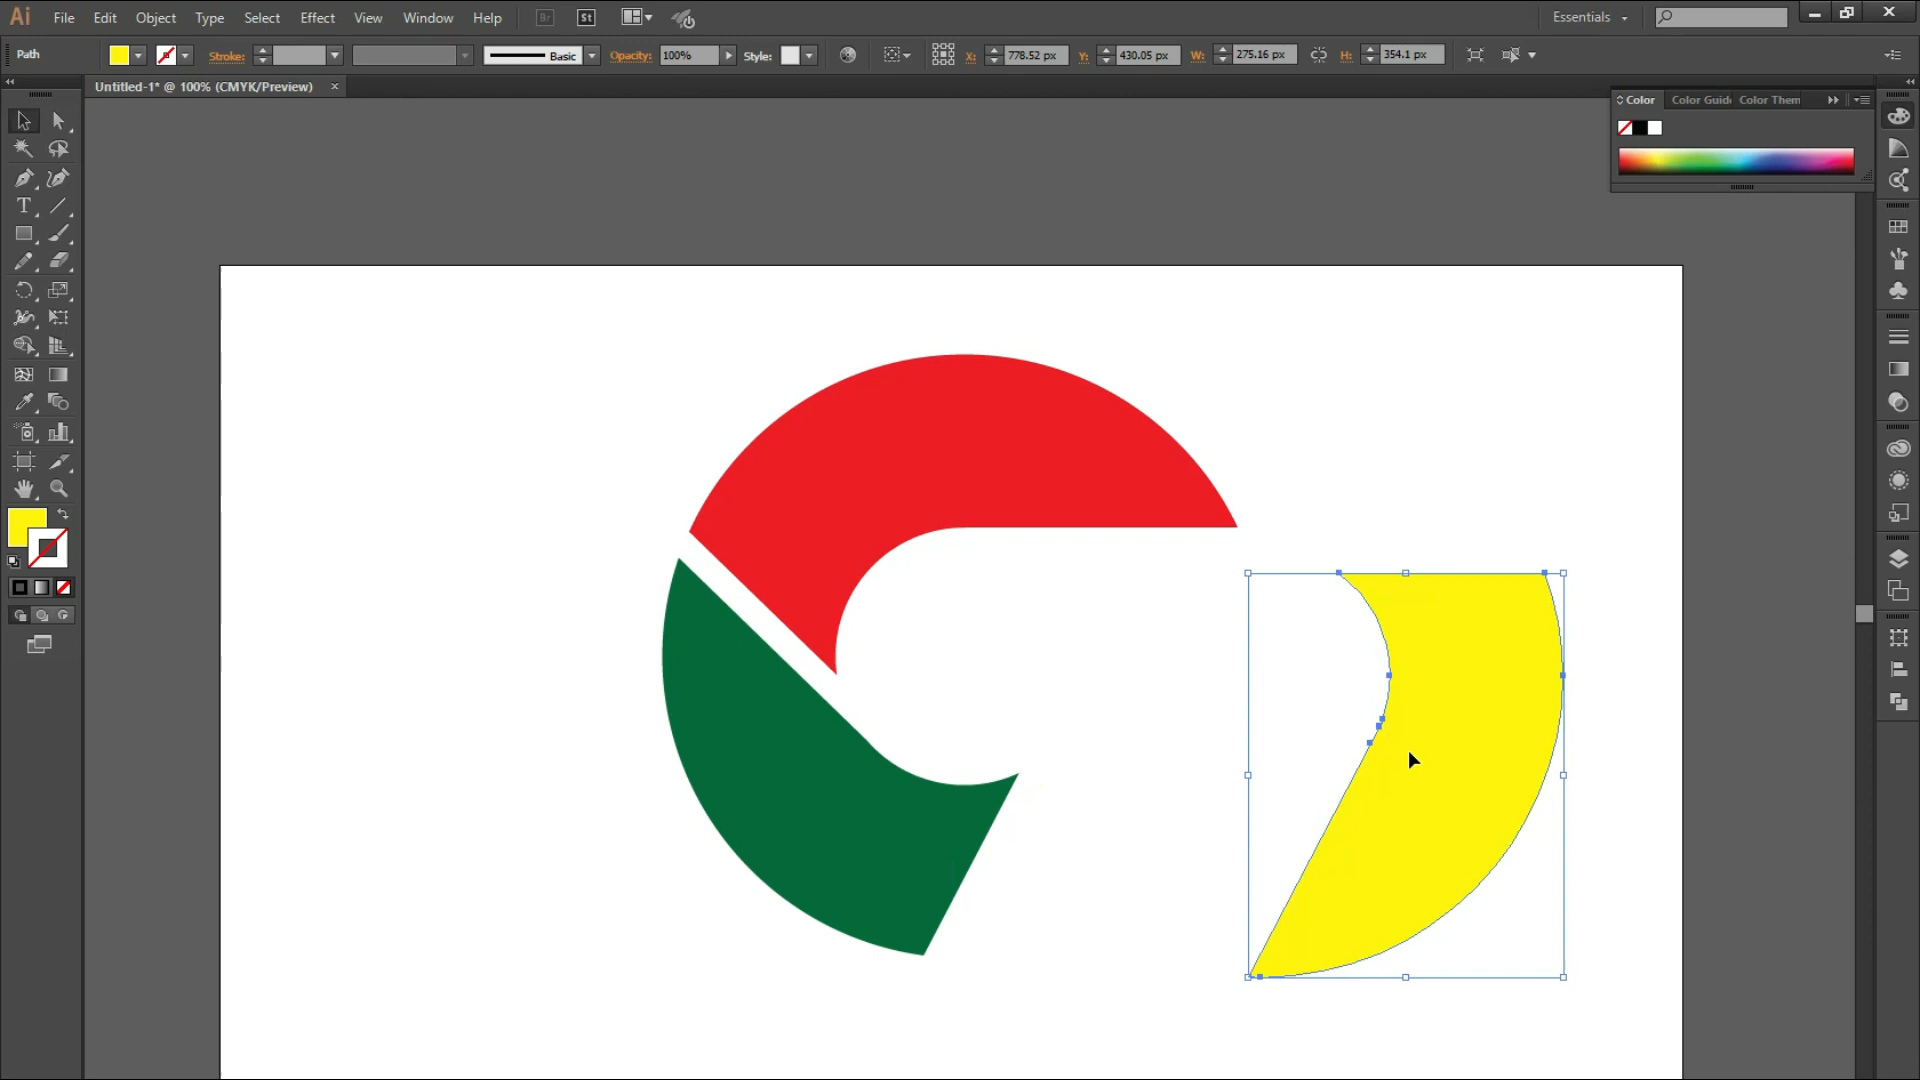 Ai File Edit Object Type Select Effect View Window Help Br St Essentials
Path Stroke: Basic Opacity: 100% Style: X: 778.52 px Y: 430.05 px W: 275.16 px H: 354.1 px
Untitled-1* @ 100% (CMYK/Preview) ×
Color Color Guid Color Them
T